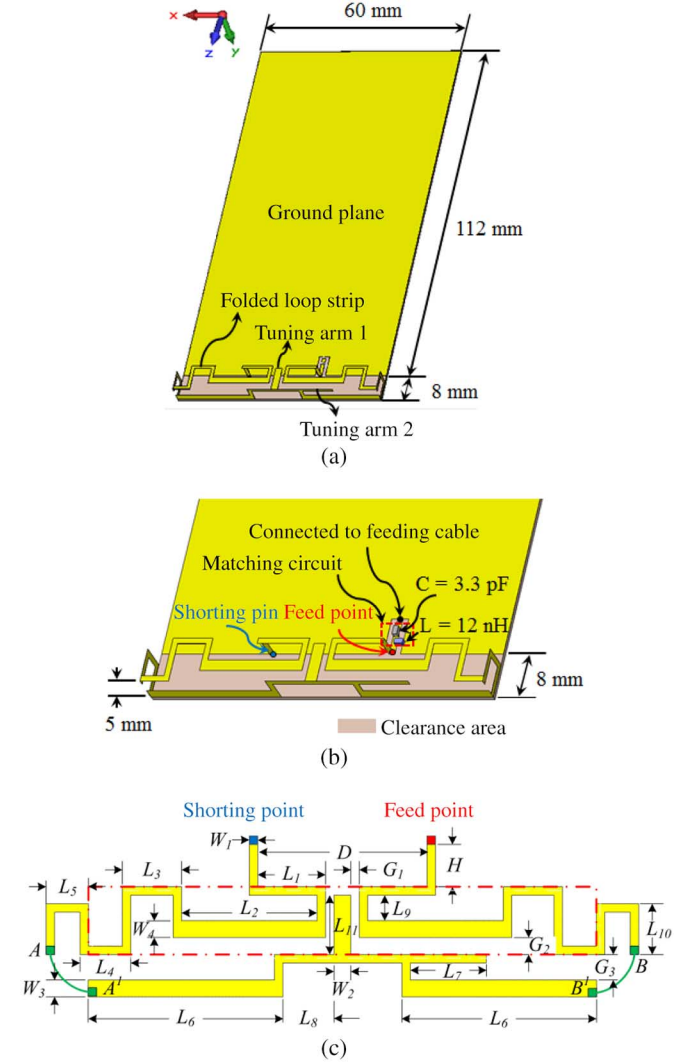 60 mm
x
z
y
Ground plane
112 mm
Folded loop strip
Tuning arm 1
8 mm
Tuning arm 2
(a)
Connected to feeding cable
Matching circuit
C = 3.3 pF
Shorting pin Feed point
L = 12 nH
8 mm
5 mm
Clearance area
(b)
Shorting point
Feed point
W1
D
H
L3
L1
G1
L5
L2
L9
W4
L11
L10
G2
A
L4
L7
G3
B
W3
A1
W2
B1
L6
L8
L6
(c)